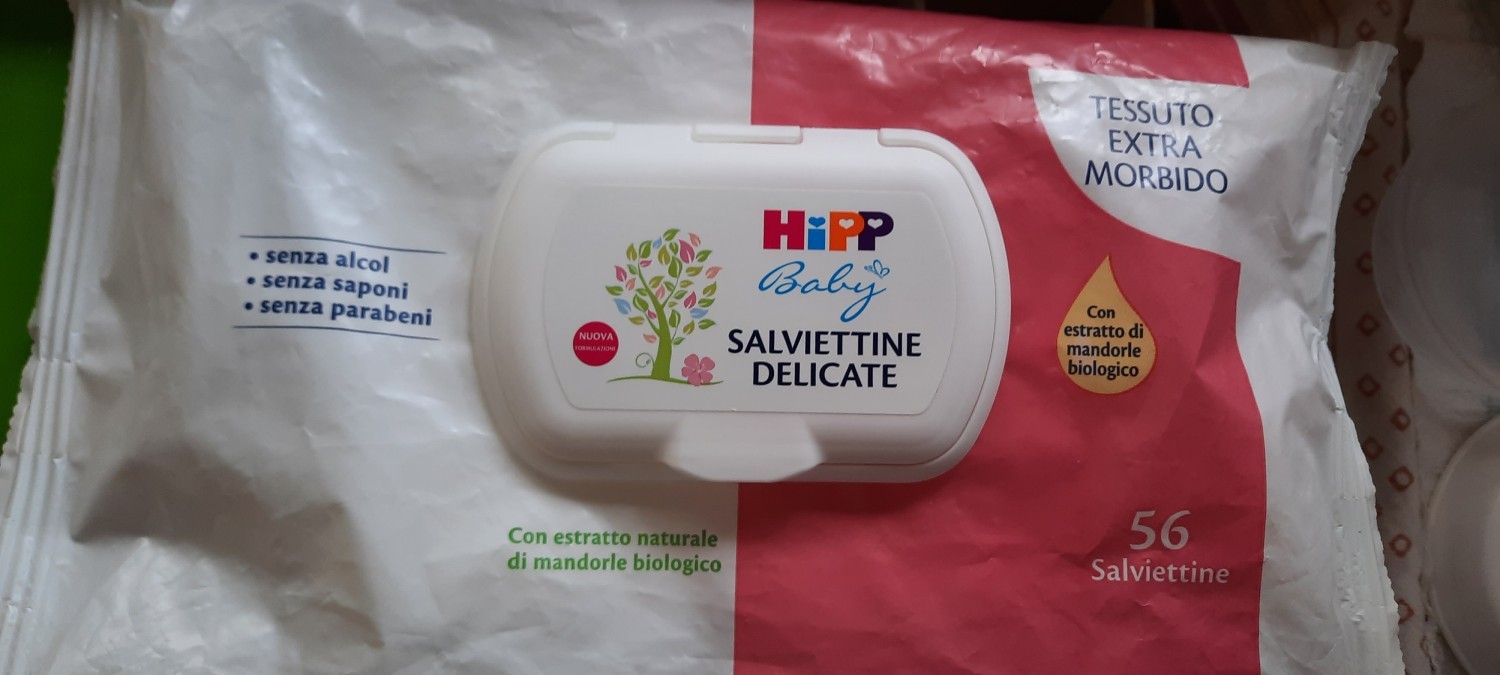 TESSUTO
EXTRA
MORBIDO
• senza alcol
• senza saponi
• senza parabeni
HiPP
Baby
NUOVA
FORMULAZIONE
SALVIETTINE
DELICATE
Con
estratto di
mandorle
biologico
Con estratto naturale
di mandorle biologico
56
Salviettine